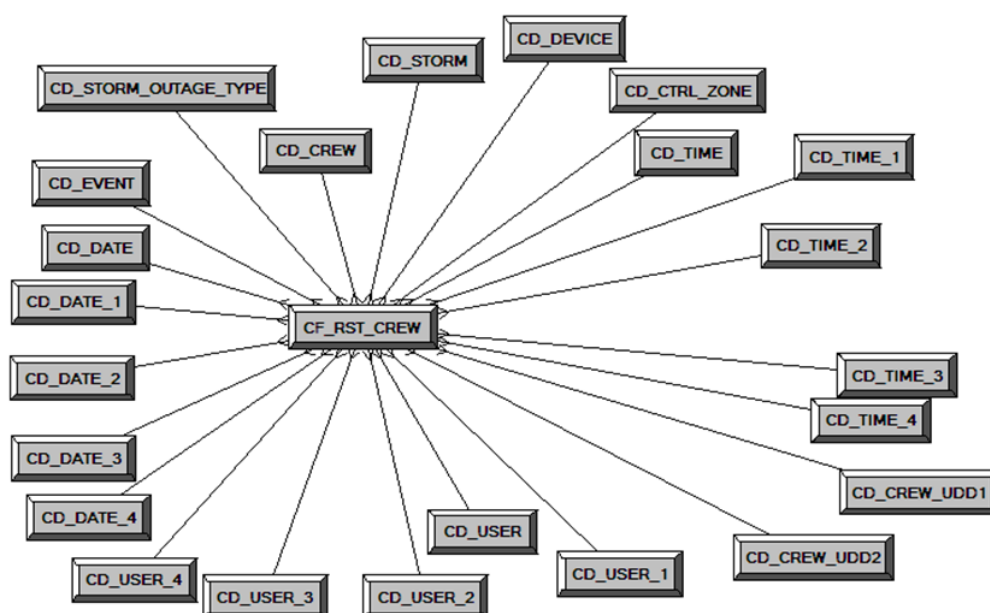 CD_DEVICE
CD_STORM
CD_STORM_OUTAGE_TYPE
CD_CTRL_ZONE
CD_CREW
CD_TIME
CD_TIME_1
CD_EVENT
CD_DATE
CD_TIME_2
CD_DATE_1
CF_RST_CREW
CD_DATE_2
CD_TIME_3
CD_TIME_4
CD_DATE_3
CD_CREW_UDD1
CD_DATE_4
CD_USER
CD_CREW_UDD2
CD_USER_4
CD_USER_1
CD_USER_3
CD_USER_2